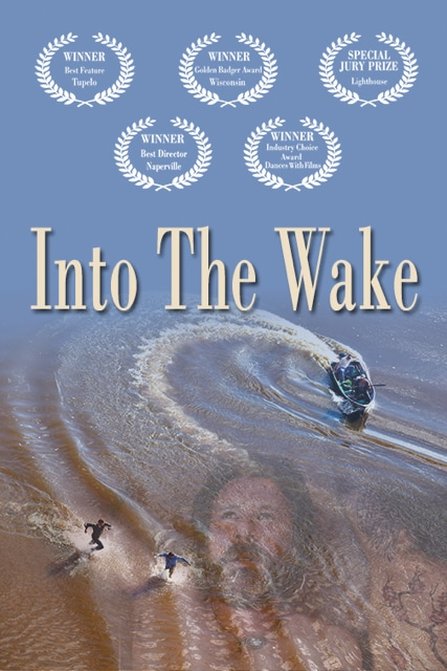 WINNER
Best Feature
Tupelo
WINNER
Golden Badger Award
Wisconsin
SPECIAL
JURY PRIZE
Lighthouse
WINNER
Best Director
Naperville
WINNER
Industry Choice
Award
Dances With Films
Into The Wake